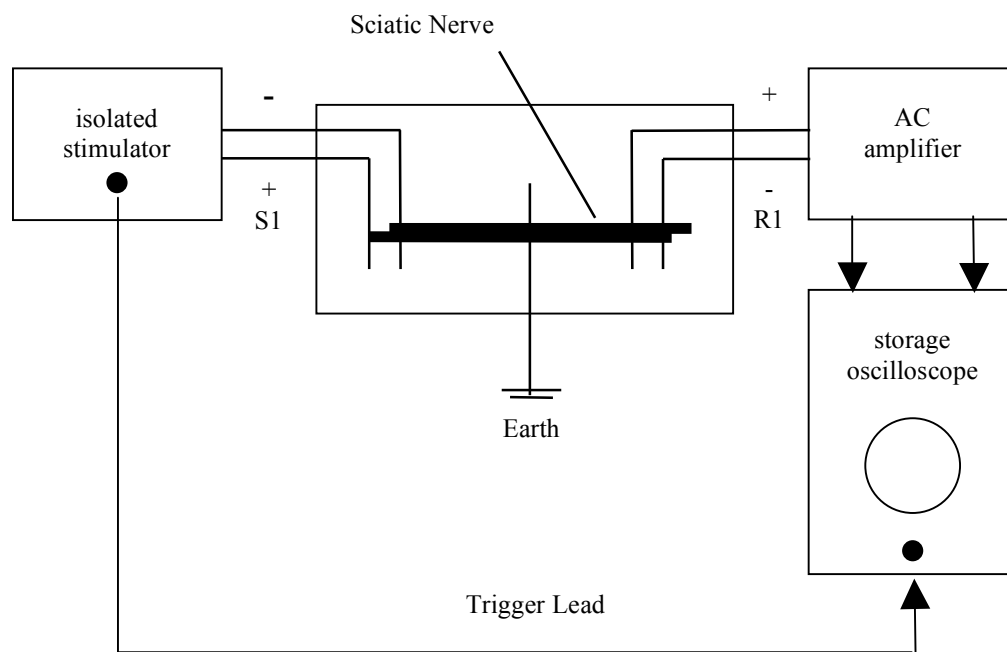 Sciatic Nerve
isolated
stimulator
-
+
S1
+
-
R1
AC
amplifier
storage
oscilloscope
Earth
Trigger Lead